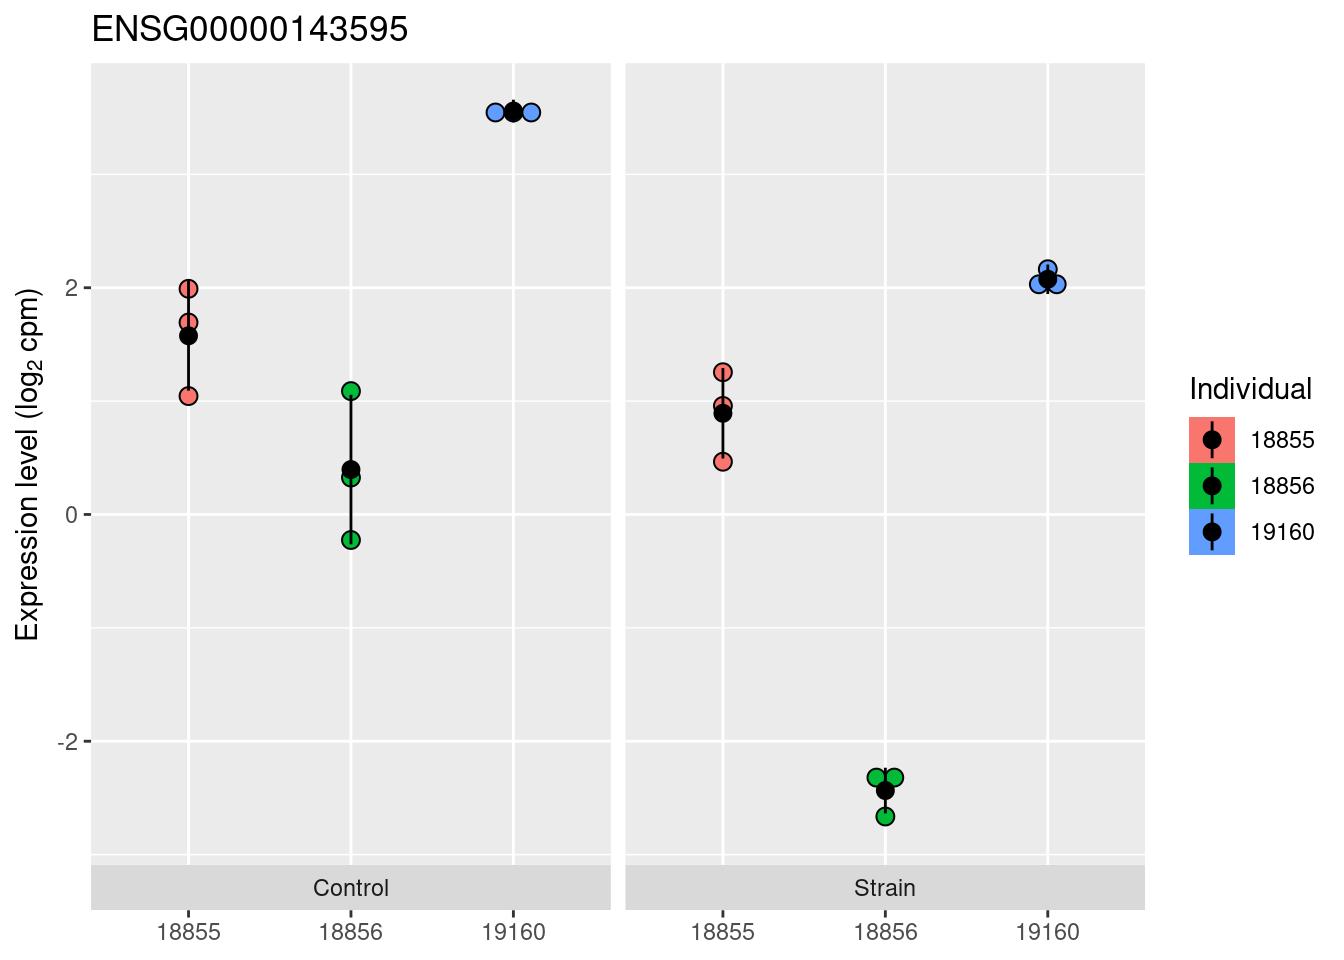 ENSG00000143595
Expression level (log₂ cpm)
2
0
-2
Control
Strain
18855
18856
19160
18855
18856
19160
Individual
18855
18856
19160